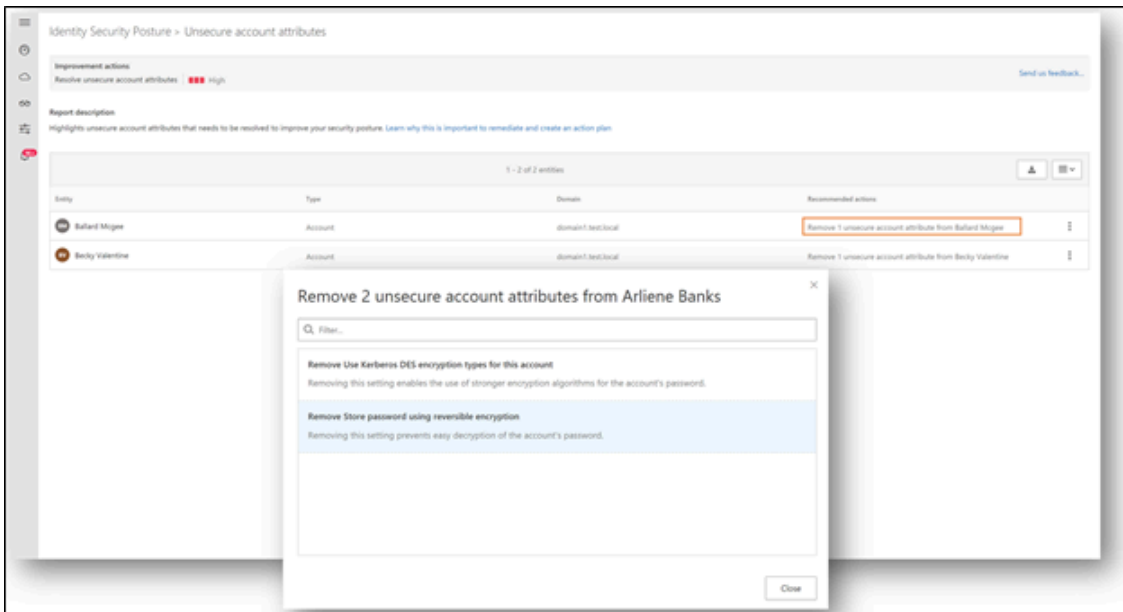 Identity Security Posture > Unsecure account attributes
Improvement actions
Resolve unsecure account attributes High
Send us feedback...
Report description
Highlights unsecure account attributes that needs to be resolved to improve your security posture. Learn why this is important to remediate and create an action plan
1 - 2 of 2 entities
Entity Type Domain Recommended actions
BM Ballard Mcgee Account domain1.test.local Remove 1 unsecure account attribute from Ballard Mcgee
BV Becky Valentine Account domain1.test.local Remove 1 unsecure account attribute from Becky Valentine
Remove 2 unsecure account attributes from Arliene Banks
Filter...
Remove Use Kerberos DES encryption types for this account
Removing this setting enables the use of stronger encryption algorithms for the account's password.
Remove Store password using reversible encryption
Removing this setting prevents easy decryption of the account's password.
Close